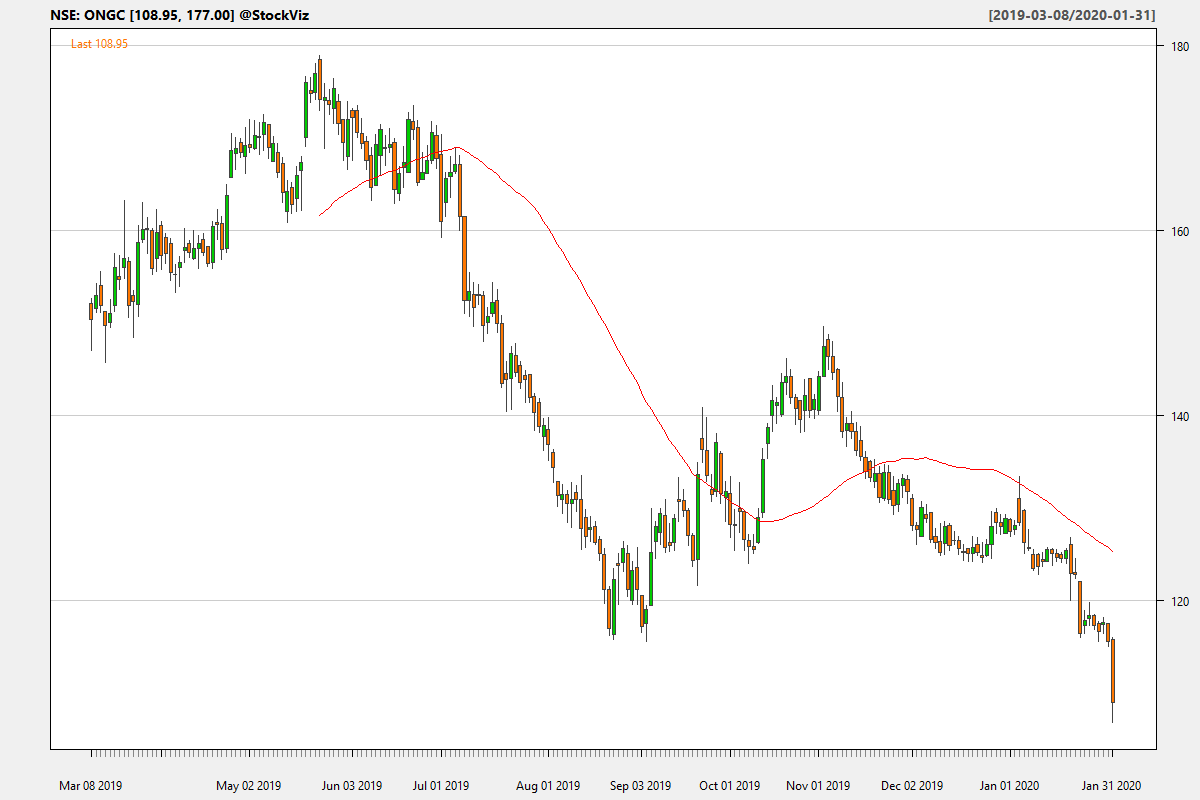 NSE: ONGC [108.95, 177.00] @StockViz [2019-03-08/2020-01-31]
Last 108.95
180
160
140
120
Mar 08 2019 May 02 2019 Jun 03 2019 Jul 01 2019 Aug 01 2019 Sep 03 2019 Oct 01 2019 Nov 01 2019 Dec 02 2019 Jan 01 2020 Jan 31 2020